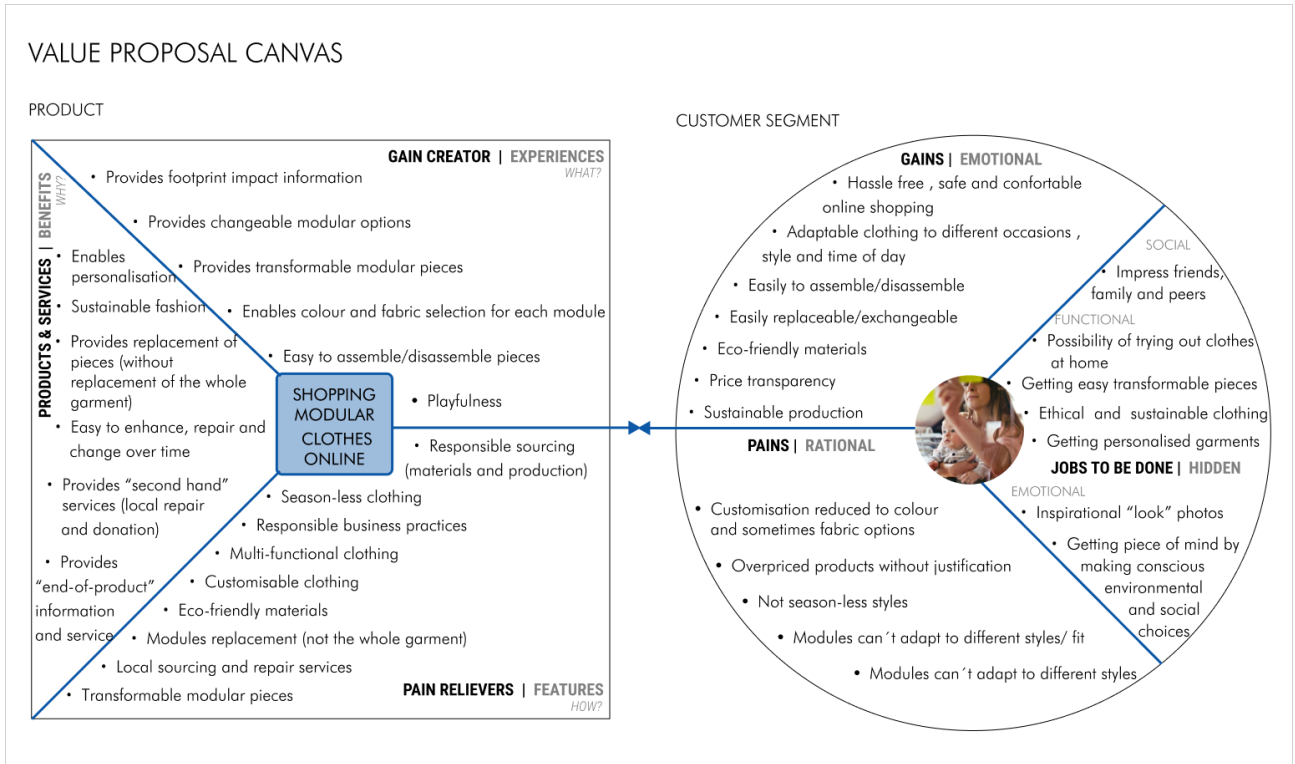 VALUE PROPOSAL CANVAS
PRODUCT
GAIN CREATOR | EXPERIENCES
WHAT?
• Provides footprint impact information
• Provides changeable modular options
• Provides transformable modular pieces
• Enables colour and fabric selection for each module
• Easy to assemble/disassemble pieces
• Playfulness
PRODUCTS & SERVICES | BENEFITS
WHY?
• Enables
personalisation
• Sustainable fashion
• Provides replacement of
pieces (without
replacement of the whole
garment)
• Easy to enhance, repair and
change over time
• Provides “second hand”
services (local repair
and donation)
• Provides
“end-of-product”
information
and service
SHOPPING
MODULAR
CLOTHES
ONLINE
• Responsible sourcing
(materials and production)
• Season-less clothing
• Responsible business practices
• Multi-functional clothing
• Customisable clothing
• Eco-friendly materials
• Modules replacement (not the whole garment)
• Local sourcing and repair services
• Transformable modular pieces
PAIN RELIEVERS | FEATURES
HOW?
CUSTOMER SEGMENT
GAINS | EMOTIONAL
• Hassle free , safe and confortable
online shopping
• Adaptable clothing to different occasions ,
style and time of day
• Easily to assemble/disassemble
• Easily replaceable/exchangeable
• Eco-friendly materials
• Price transparency
• Sustainable production
PAINS | RATIONAL
• Customisation reduced to colour
and sometimes fabric options
• Overpriced products without justification
• Not season-less styles
• Modules can´t adapt to different styles/ fit
• Modules can´t adapt to different styles
SOCIAL
• Impress friends,
family and peers
FUNCTIONAL
• Possibility of trying out clothes
at home
• Getting easy transformable pieces
• Ethical and sustainable clothing
• Getting personalised garments
JOBS TO BE DONE | HIDDEN
EMOTIONAL
• Inspirational “look” photos
• Getting piece of mind by
making conscious
environmental
and social
choices